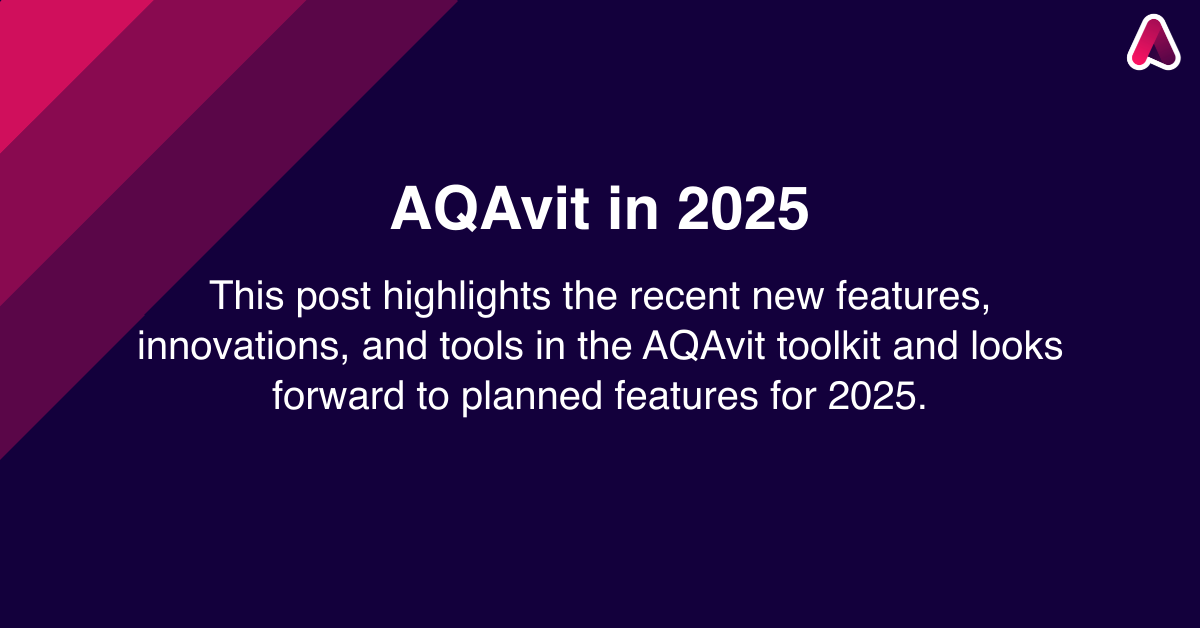 AQAvit in 2025
This post highlights the recent new features,
innovations, and tools in the AQAvit toolkit and looks
forward to planned features for 2025.